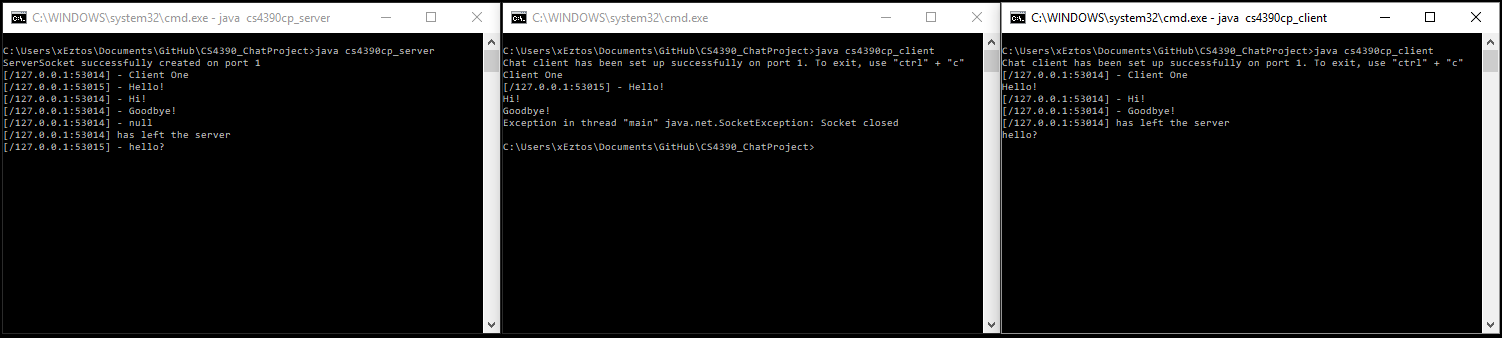 C:\WINDOWS\system32\cmd.exe - java  cs4390cp_server
C:\Users\xEztos\Documents\GitHub\CS4390_ChatProject>java cs4390cp_server
ServerSocket successfully created on port 1
[/127.0.0.1:53014] - Client One
[/127.0.0.1:53015] - Hello!
[/127.0.0.1:53014] - Hi!
[/127.0.0.1:53014] - Goodbye!
[/127.0.0.1:53014] - null
[/127.0.0.1:53014] has left the server
[/127.0.0.1:53015] - hello?
C:\WINDOWS\system32\cmd.exe
C:\Users\xEztos\Documents\GitHub\CS4390_ChatProject>java cs4390cp_client
Chat client has been set up successfully on port 1. To exit, use "ctrl" + "c"
Client One
[/127.0.0.1:53015] - Hello!
Hi!
Goodbye!
Exception in thread "main" java.net.SocketException: Socket closed
C:\Users\xEztos\Documents\GitHub\CS4390_ChatProject>
C:\WINDOWS\system32\cmd.exe - java  cs4390cp_client
C:\Users\xEztos\Documents\GitHub\CS4390_ChatProject>java cs4390cp_client
Chat client has been set up successfully on port 1. To exit, use "ctrl" + "c"
[/127.0.0.1:53014] - Client One
Hello!
[/127.0.0.1:53014] - Hi!
[/127.0.0.1:53014] - Goodbye!
[/127.0.0.1:53014] has left the server
hello?